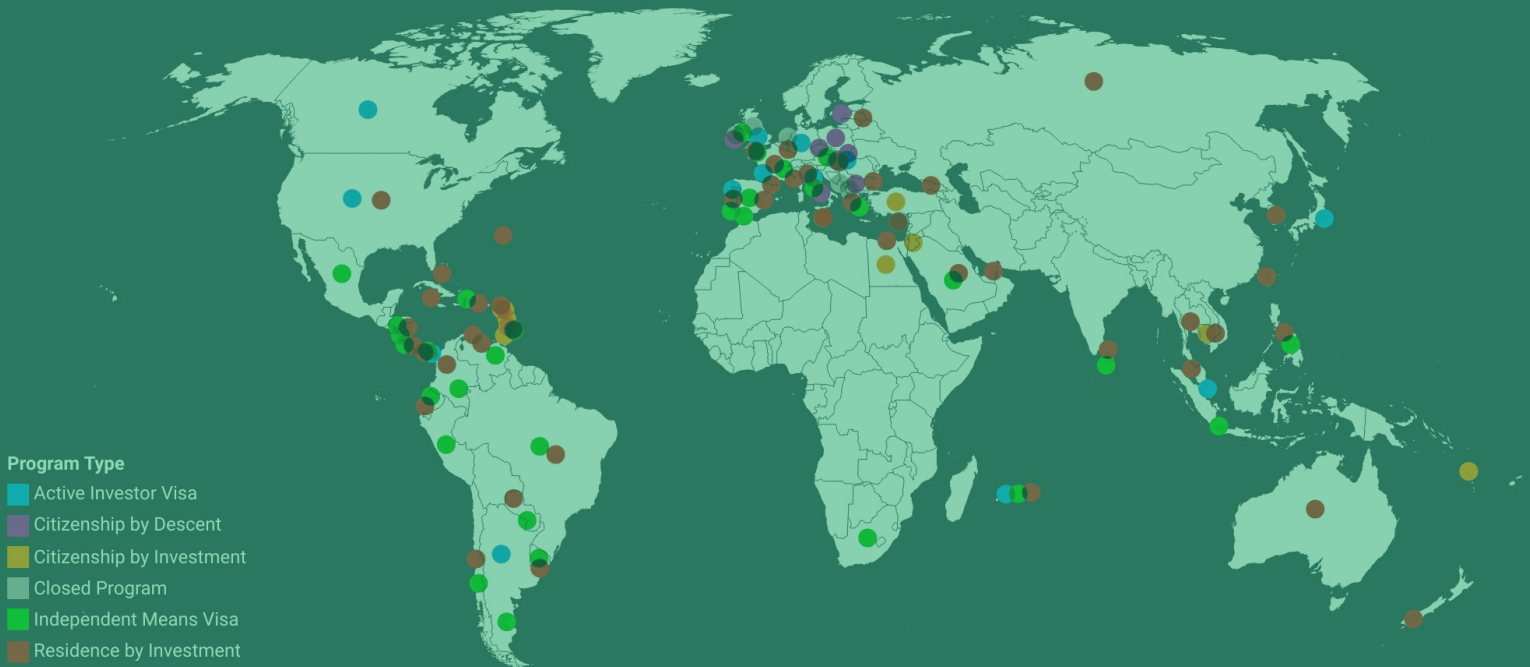 Program Type
Active Investor Visa
Citizenship by Descent
Citizenship by Investment
Closed Program
Independent Means Visa
Residence by Investment